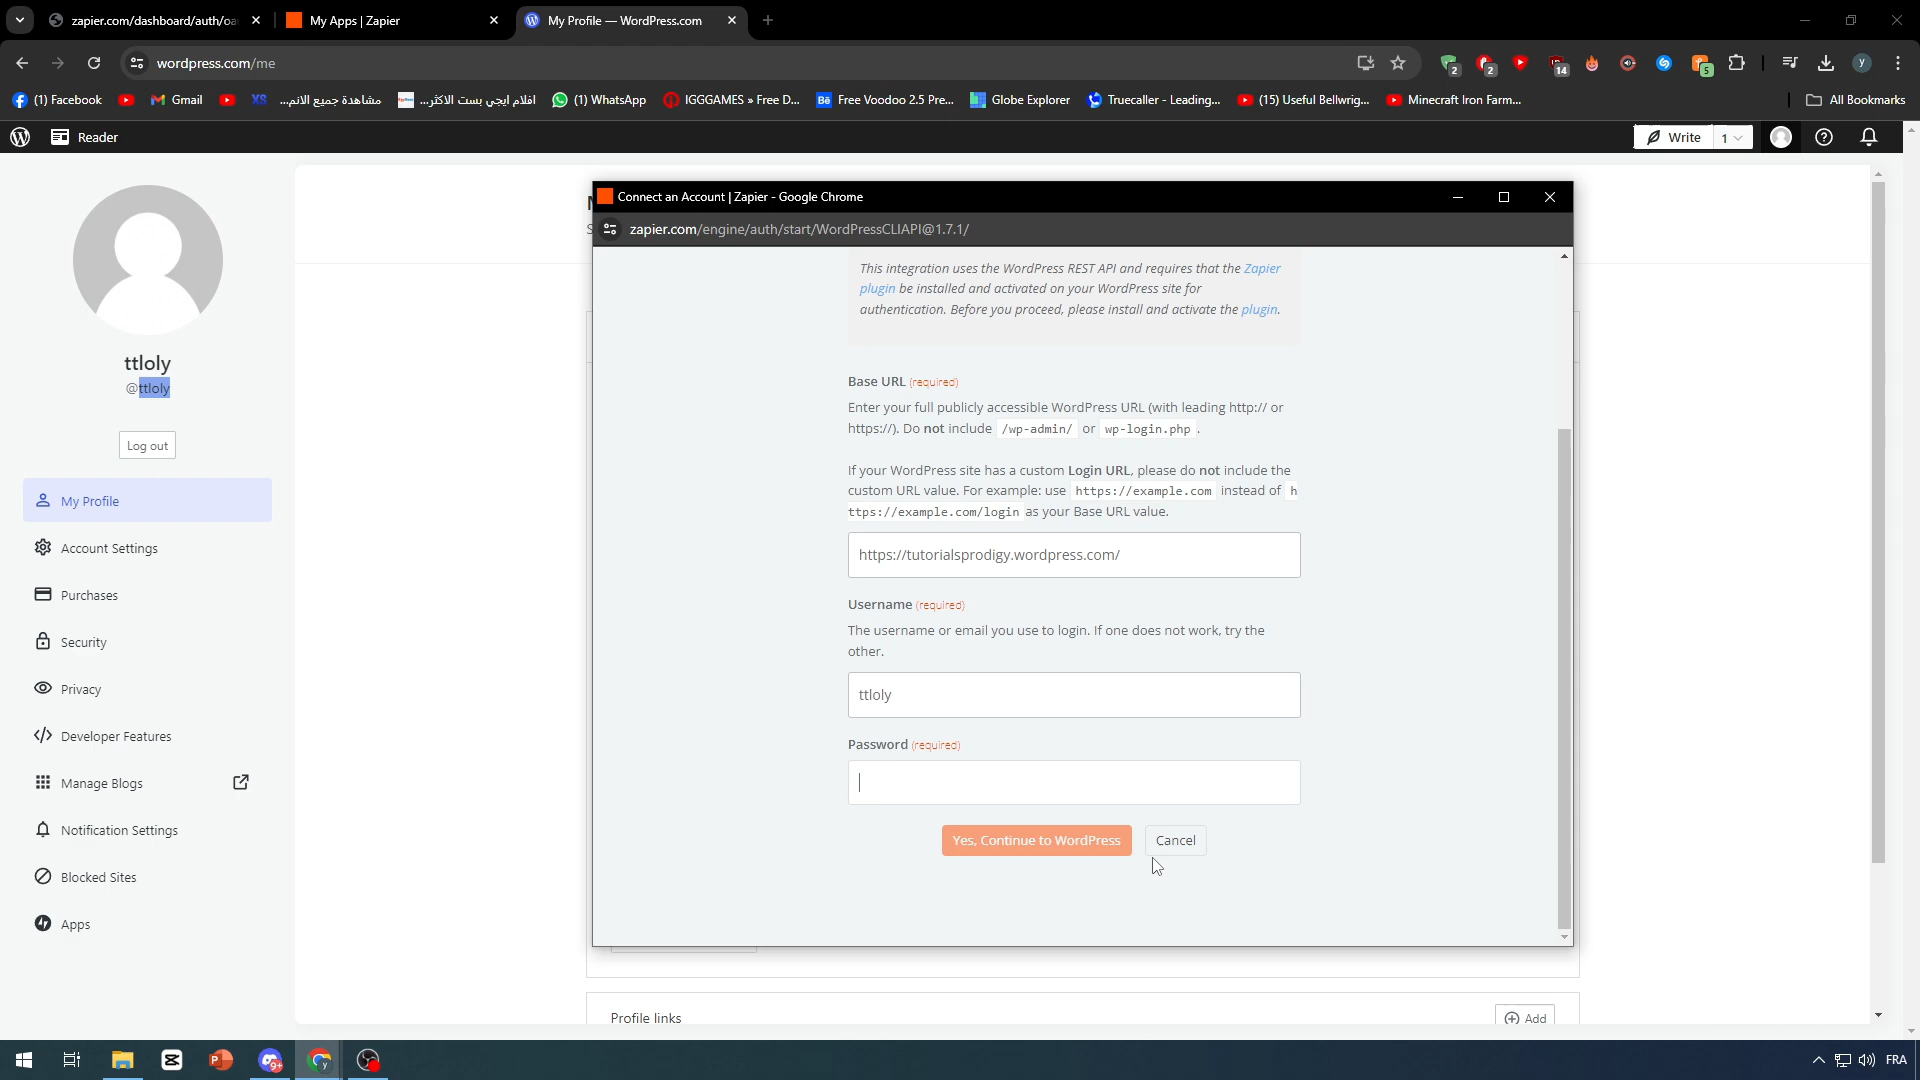 zapier.com/dashboard/auth/oa
My Apps | Zapier
My Profile — WordPress.com
wordpress.com/me
2
2
14
5
y
(1) Facebook
Gmail
XS
مشاهدة جميع الانم...
افلام ايجي بست الاكثر...
(1) WhatsApp
IGGGAMES » Free D...
Bē
Free Voodoo 2.5 Pre...
Globe Explorer
Truecaller - Leading...
(15) Useful Bellwrig...
Minecraft Iron Farm...
All Bookmarks
Reader
Write
1
ttloly
@ttloly
Log out
My Profile
Account Settings
Purchases
Security
Privacy
Developer Features
Manage Blogs
Notification Settings
Blocked Sites
Apps
Connect an Account | Zapier - Google Chrome
zapier.com/engine/auth/start/WordPressCLIAPI@1.7.1/
This integration uses the WordPress REST API and requires that the Zapier
plugin be installed and activated on your WordPress site for
authentication. Before you proceed, please install and activate the plugin.
Base URL (required)
Enter your full publicly accessible WordPress URL (with leading http:// or
https://). Do not include /wp-admin/ or wp-login.php .
If your WordPress site has a custom Login URL, please do not include the
custom URL value. For example: use https://example.com instead of h
ttps://example.com/login as your Base URL value.
https://tutorialsprodigy.wordpress.com/
Username (required)
The username or email you use to login. If one does not work, try the
other.
ttloly
Password (required)
Yes, Continue to WordPress
Cancel
Profile links
Add
9+
FRA